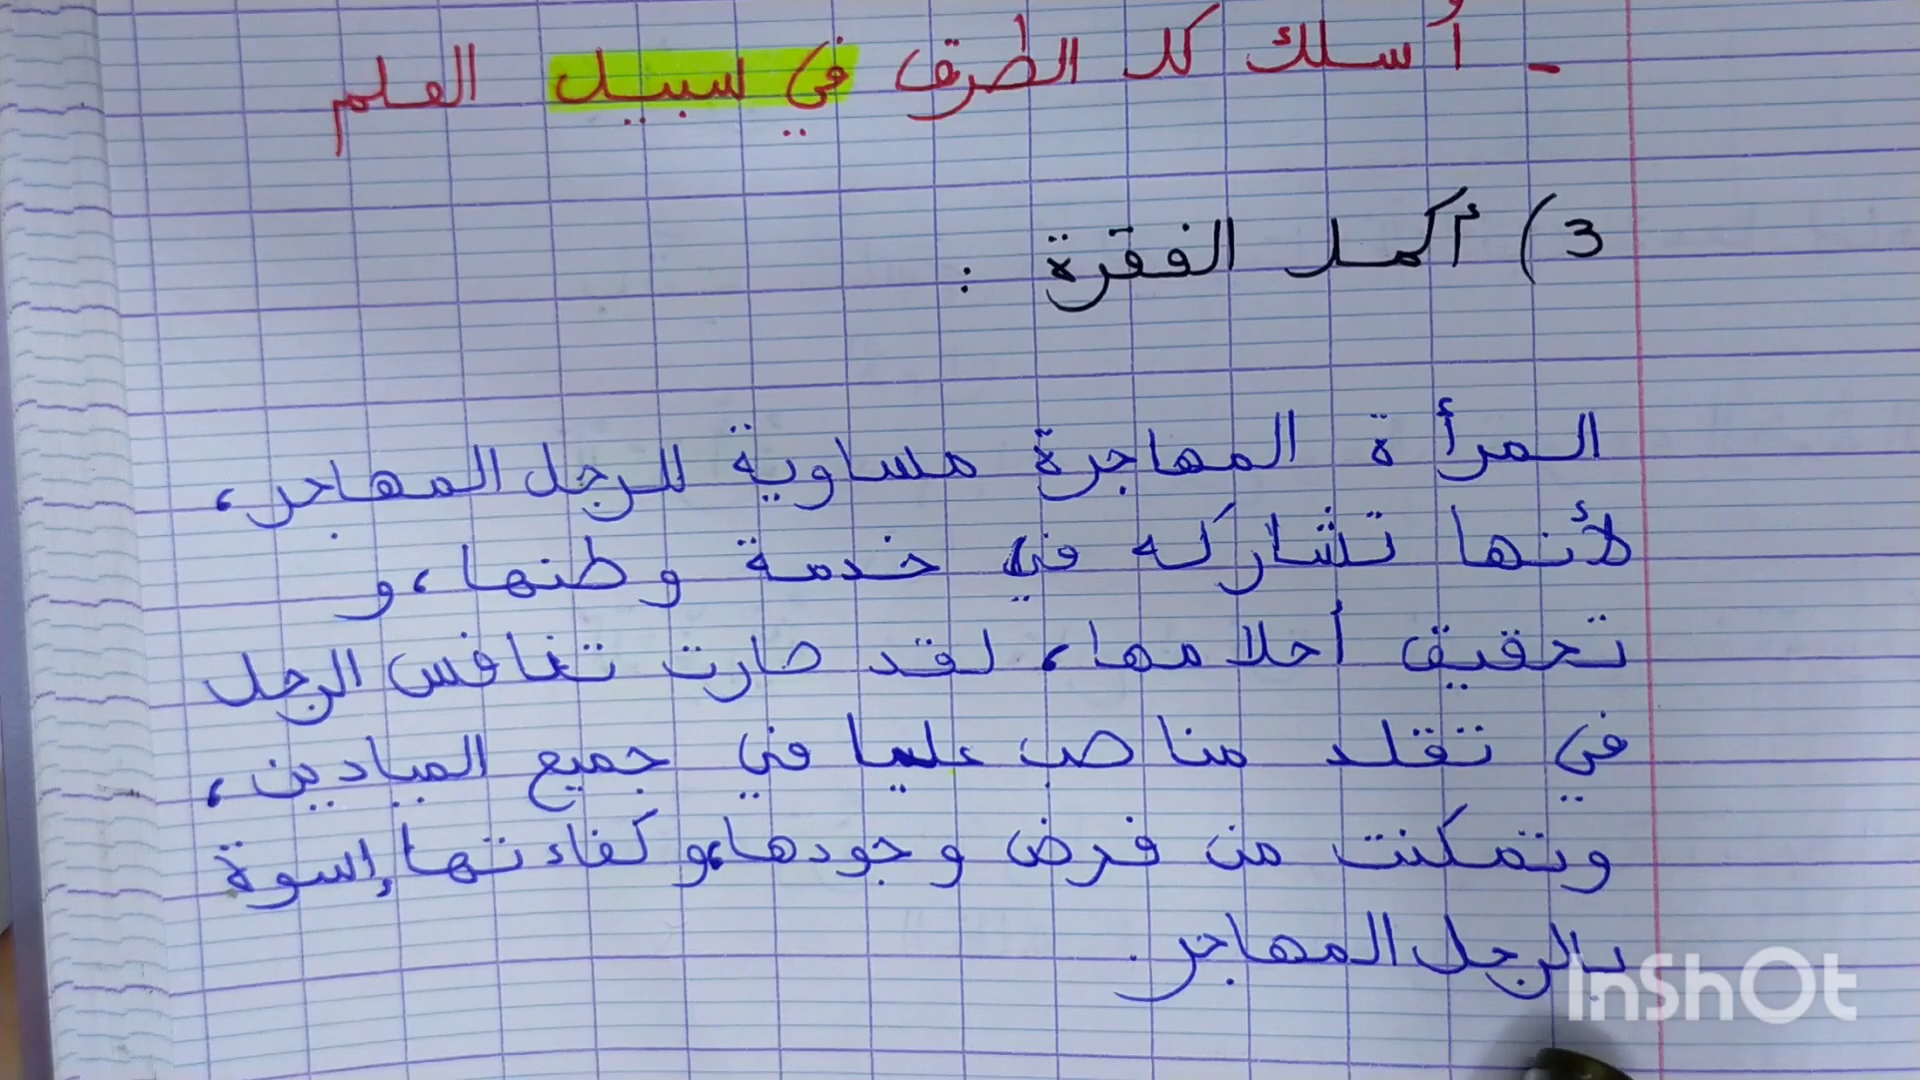 - أُسلك كل الطرق في سبيل العلم
3) أكمل الفقرة :
المرأة المهاجرة مساوية للرجل المهاجر،
لأنها تشاركه في خدمة وطنها، و
تحقيق أحلامها، لقد صارت تنافس الرجل
في تقلد مناصب عليا في جميع الميادين،
وتمكنت من فرض وجودها، وكفاءتها إسوة
بالرجل المهاجر.
InShOt